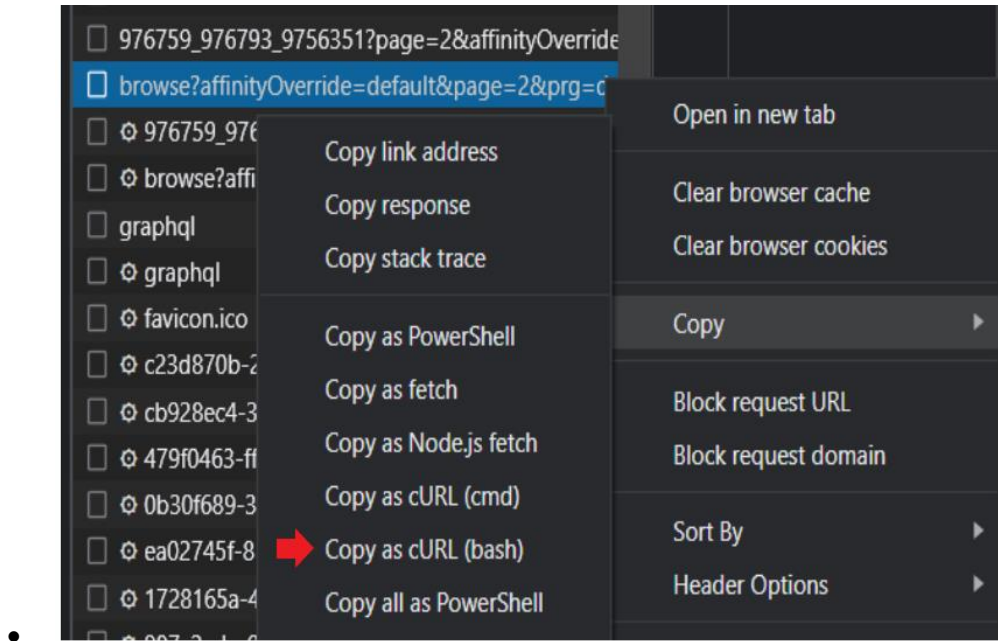 976759_976793_9756351?page=2&affinityOverride
browse?affinityOverride=default&page=2&prg=d
976759_976
browse?affi
graphql
graphql
favicon.ico
c23d870b-2
cb928ec4-3
479f0463-ff
0b30f689-3
ea02745f-8
1728165a-4
Copy link address
Copy response
Copy stack trace
Copy as PowerShell
Copy as fetch
Copy as Node.js fetch
Copy as cURL (cmd)
Copy as cURL (bash)
Copy all as PowerShell
Open in new tab
Clear browser cache
Clear browser cookies
Copy
Block request URL
Block request domain
Sort By
Header Options